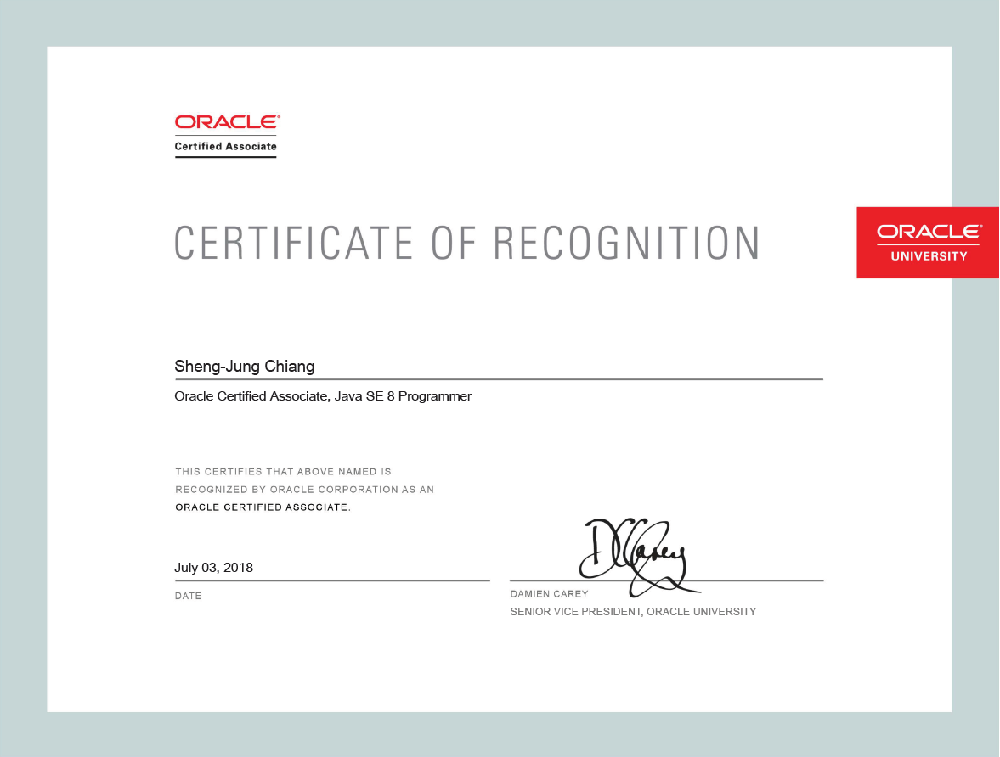 ORACLE®
Certified Associate
CERTIFICATE OF RECOGNITION
ORACLE®
UNIVERSITY
Sheng-Jung Chiang
Oracle Certified Associate, Java SE 8 Programmer
THIS CERTIFIES THAT ABOVE NAMED IS
RECOGNIZED BY ORACLE CORPORATION AS AN
ORACLE CERTIFIED ASSOCIATE.
DCarey
July 03, 2018
DATE
DAMIEN CAREY
SENIOR VICE PRESIDENT, ORACLE UNIVERSITY